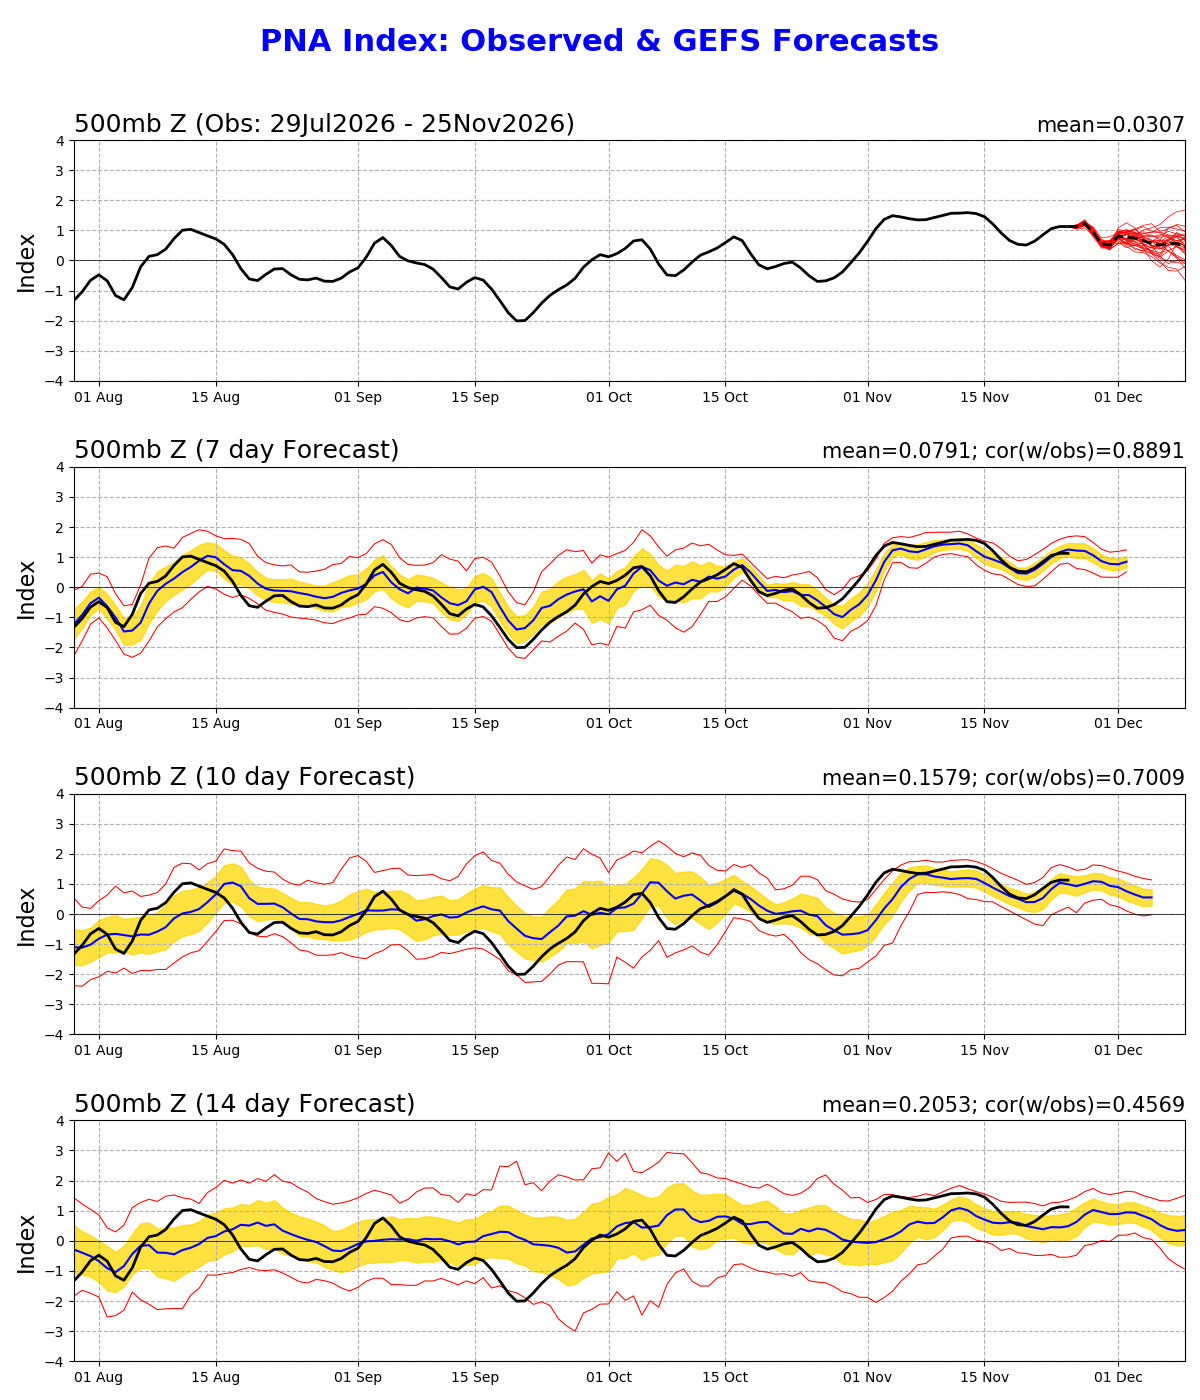 PNA Index: Observed & GEFS Forecasts
500mb Z (Obs: 29Jul2026 - 25Nov2026) mean=0.0307
4
3
2
1
0
−1
−2
−3
−4
Index
01 Aug 15 Aug 01 Sep 15 Sep 01 Oct 15 Oct 01 Nov 15 Nov 01 Dec
500mb Z (7 day Forecast) mean=0.0791; cor(w/obs)=0.8891
4
3
2
1
0
−1
−2
−3
−4
Index
01 Aug 15 Aug 01 Sep 15 Sep 01 Oct 15 Oct 01 Nov 15 Nov 01 Dec
500mb Z (10 day Forecast) mean=0.1579; cor(w/obs)=0.7009
4
3
2
1
0
−1
−2
−3
−4
Index
01 Aug 15 Aug 01 Sep 15 Sep 01 Oct 15 Oct 01 Nov 15 Nov 01 Dec
500mb Z (14 day Forecast) mean=0.2053; cor(w/obs)=0.4569
4
3
2
1
0
−1
−2
−3
−4
Index
01 Aug 15 Aug 01 Sep 15 Sep 01 Oct 15 Oct 01 Nov 15 Nov 01 Dec